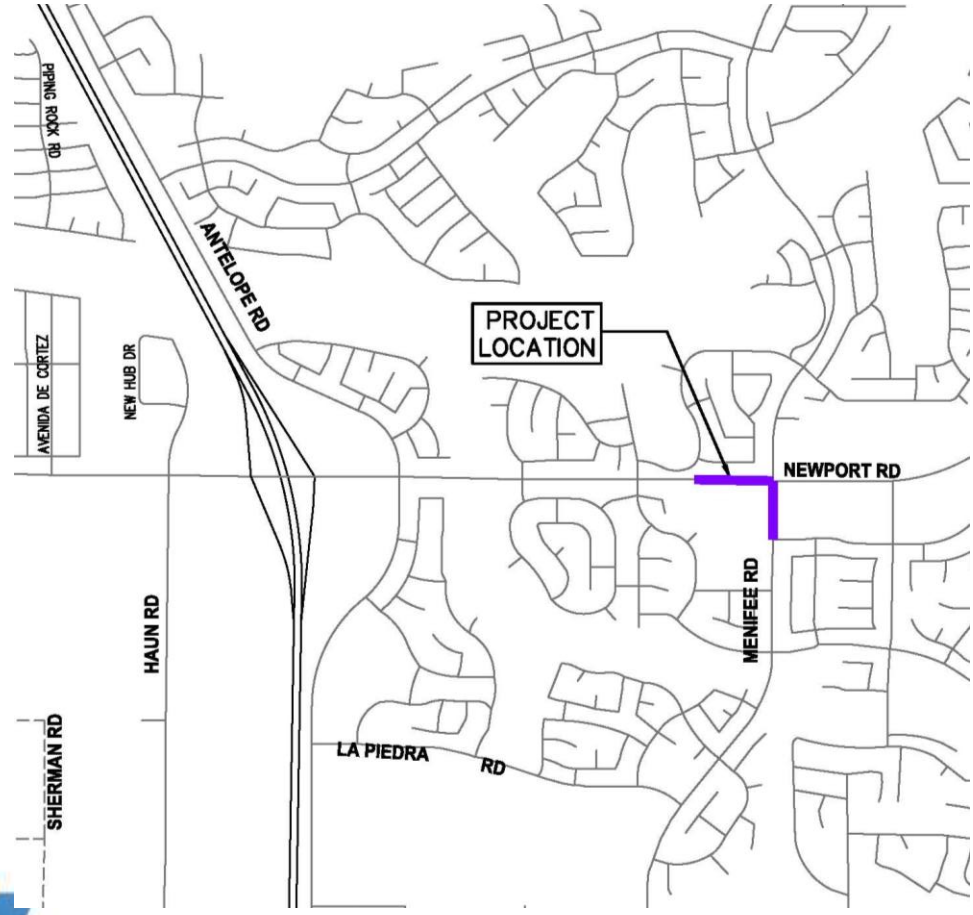 PIPING ROCK RD
ANTELOPE RD
PROJECT
LOCATION
AVENIDA DE CORTEZ
NEW HUB DR
NEWPORT RD
MENIFEE RD
HAUN RD
SHERMAN RD
LA PIEDRA RD